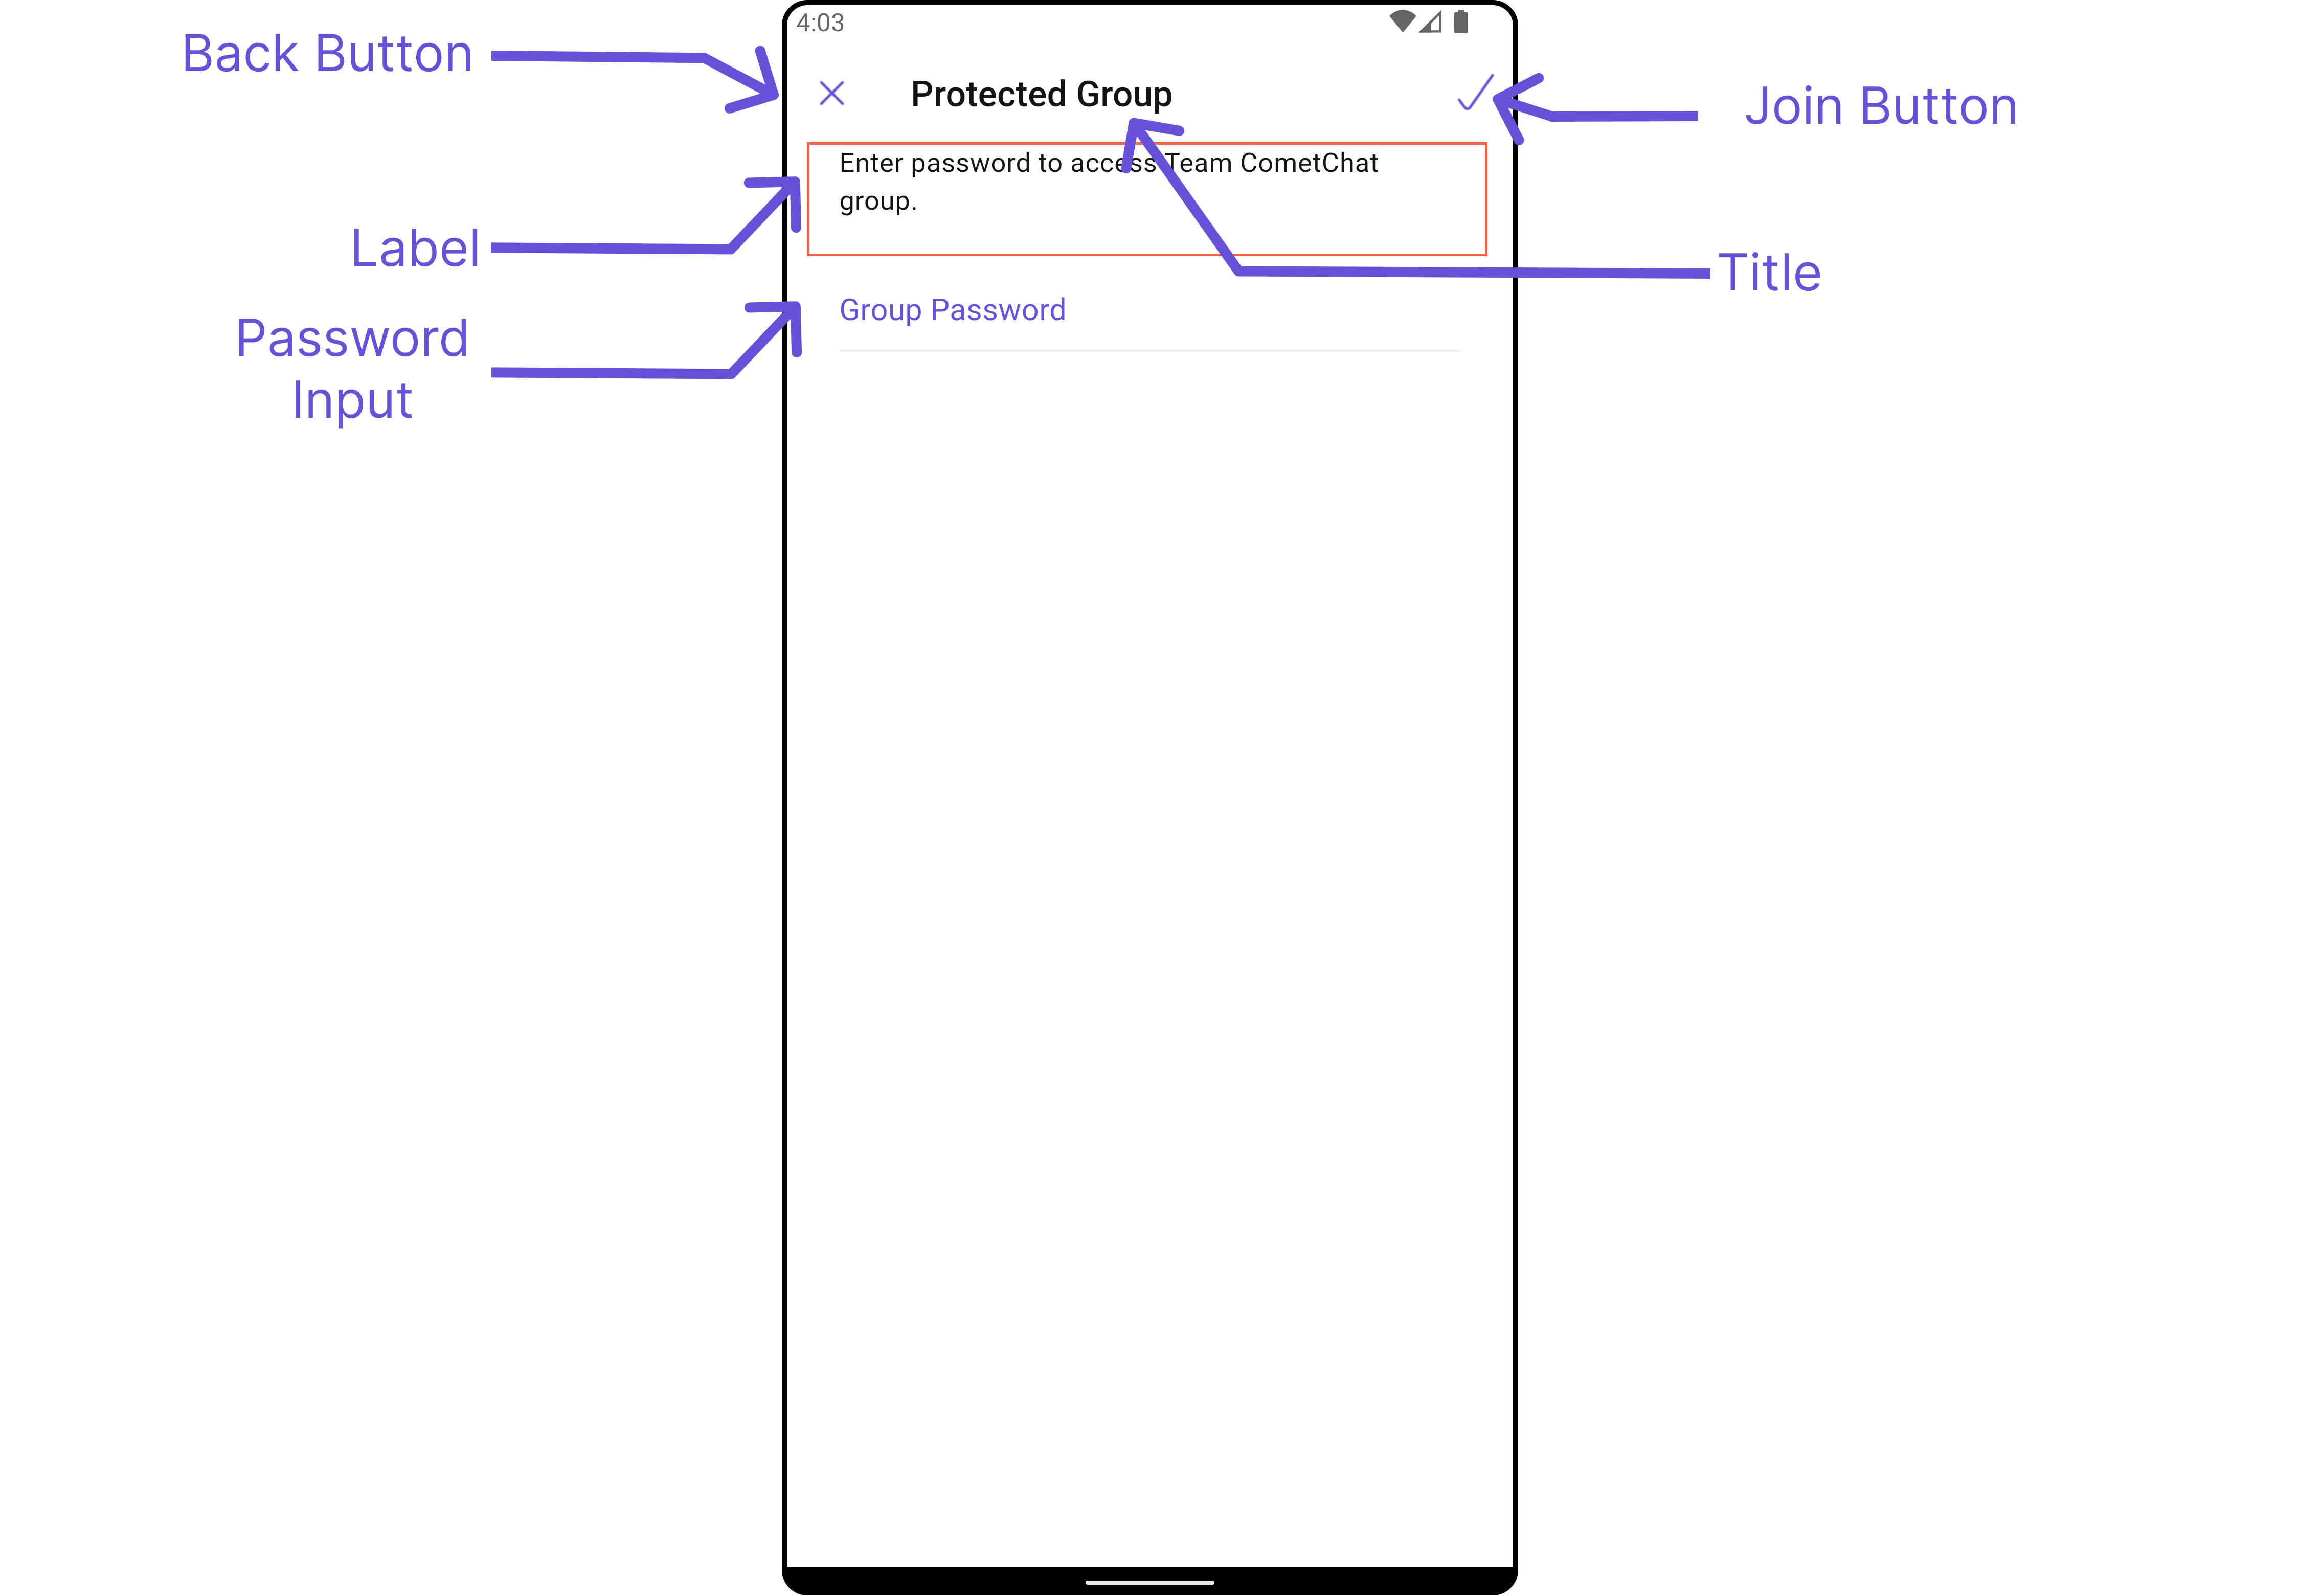 4:03
Back Button
Protected Group
Join Button
Enter password to access Team CometChat
group.
Label
Title
Group Password
Password
Input